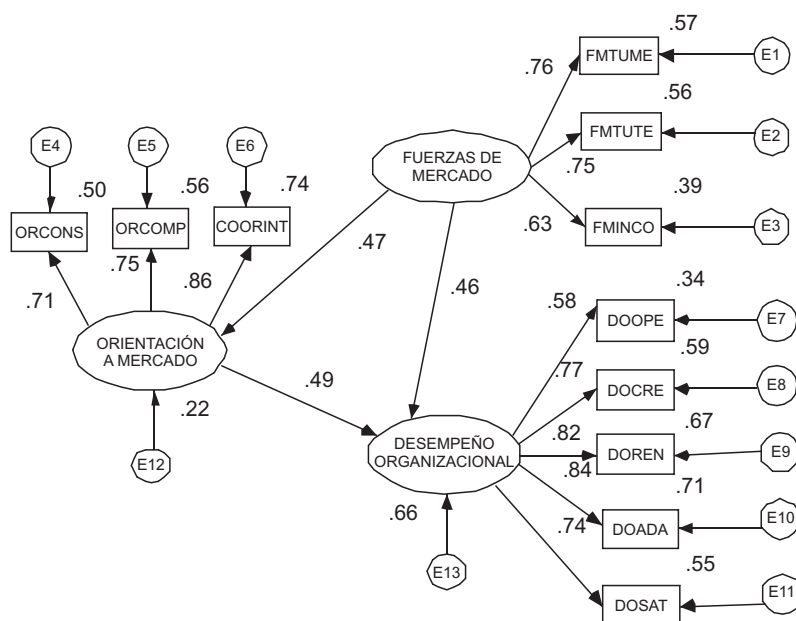 .57
FMTUME
E1
.76
.56
FMTUTE
E2
.75
FUERZAS DE
MERCADO
.39
FMINCO
E3
.63
E4
E5
E6
.50
.56
.74
ORCONS
ORCOMP
COORINT
.71
.75
.86
.47
.46
ORIENTACIÓN
A MERCADO
.22
E12
.49
.34
.58
DOOPE
E7
.59
.77
DOCRE
E8
.67
.82
DOREN
E9
.84
.71
DESEMPEÑO
ORGANIZACIONAL
DOADA
E10
.74
.66
E13
.55
DOSAT
E11